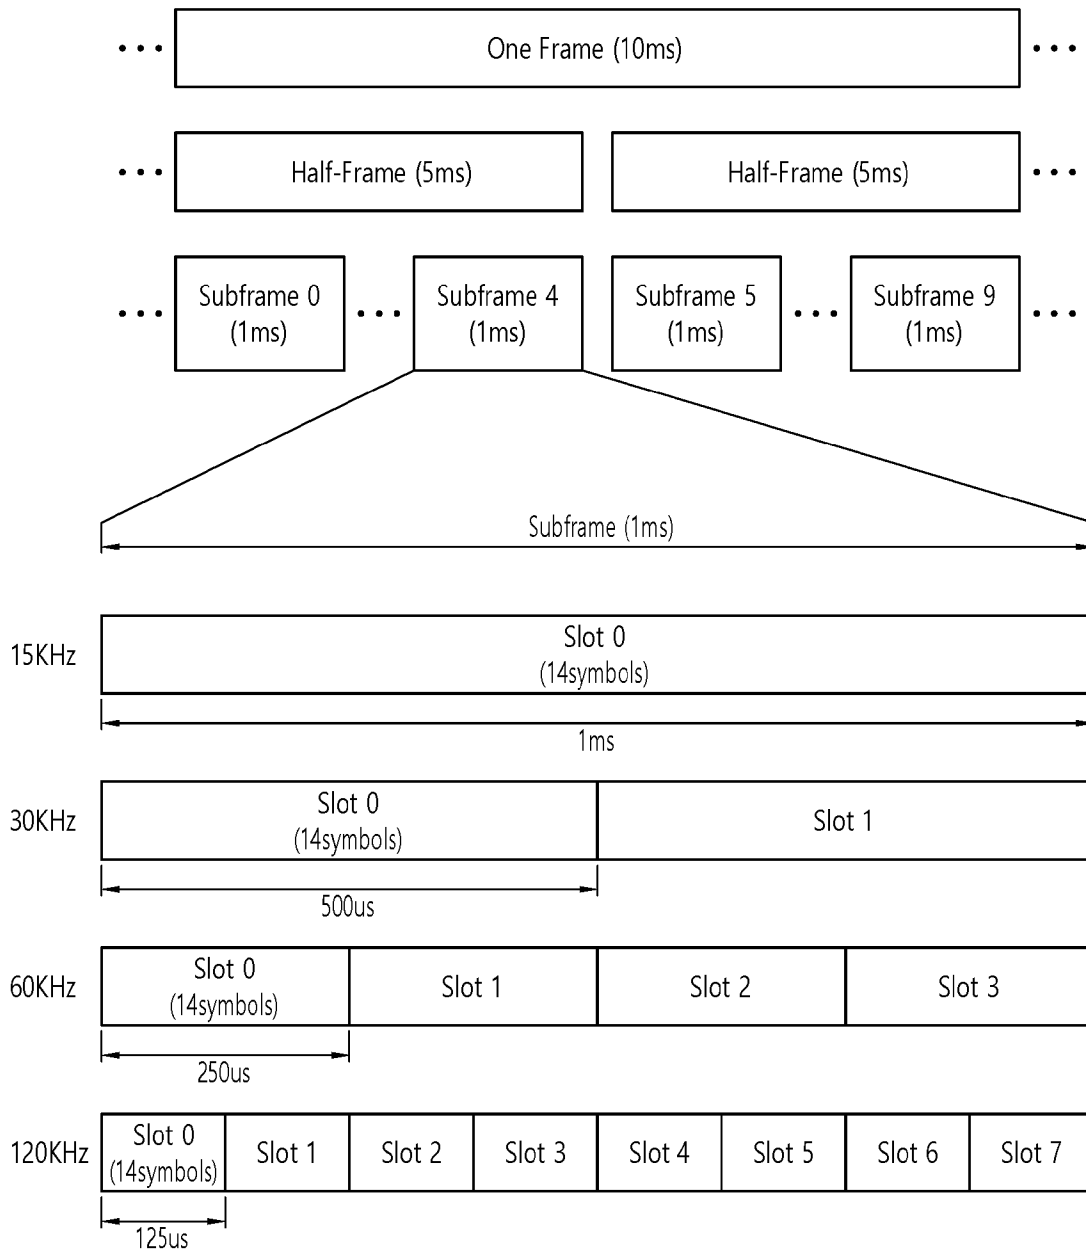 One Frame (10ms)
Half-Frame (5ms)
Half-Frame (5ms)
Subframe 0
(1ms)
Subframe 4
(1ms)
Subframe 5
(1ms)
Subframe 9
(1ms)
Subframe (1ms)
15KHz
Slot 0
(14symbols)
1ms
30KHz
Slot 0
(14symbols)
Slot 1
500us
60KHz
Slot 0
(14symbols)
Slot 1
Slot 2
Slot 3
250us
120KHz
Slot 0
(14symbols)
Slot 1
Slot 2
Slot 3
Slot 4
Slot 5
Slot 6
Slot 7
125us